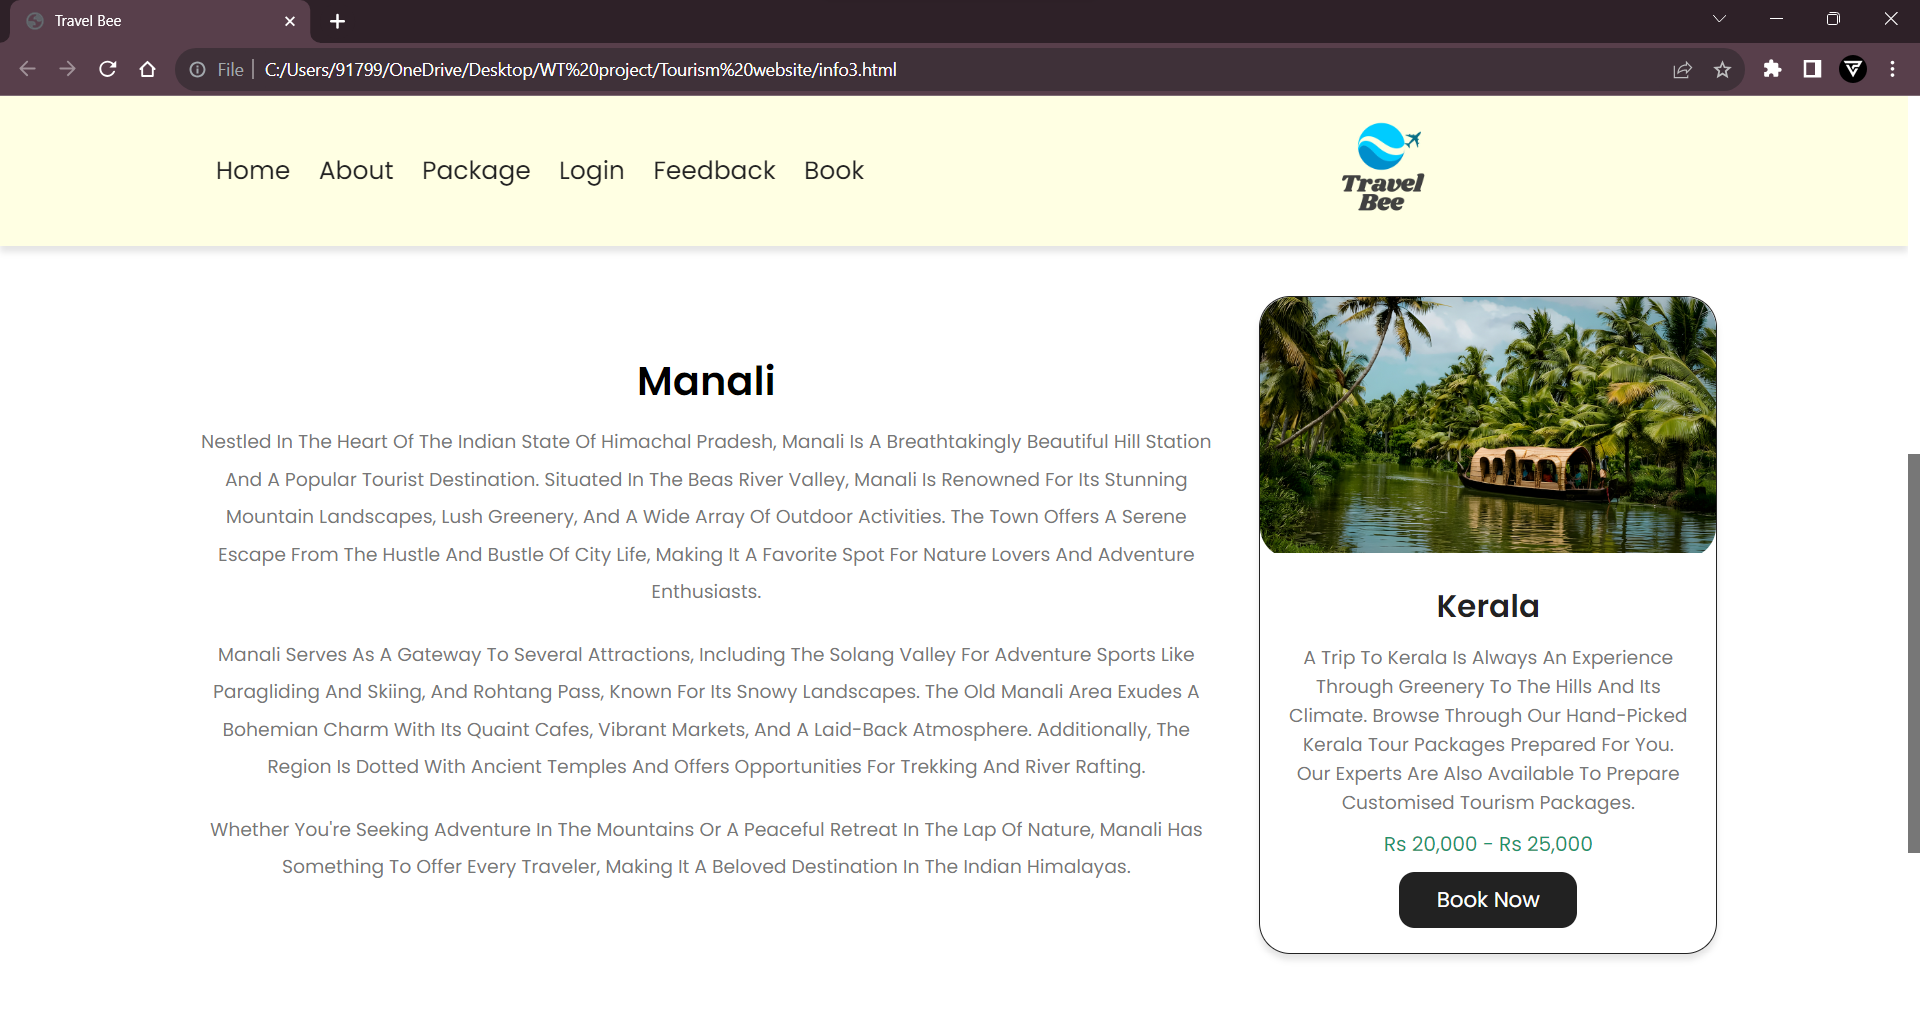 Travel Bee
File
C:/Users/91799/OneDrive/Desktop/WT%20project/Tourism%20website/info3.html
Home About Package Login Feedback Book
Travel
Bee
Manali
Nestled In The Heart Of The Indian State Of Himachal Pradesh, Manali Is A Breathtakingly Beautiful Hill Station
And A Popular Tourist Destination. Situated In The Beas River Valley, Manali Is Renowned For Its Stunning
Mountain Landscapes, Lush Greenery, And A Wide Array Of Outdoor Activities. The Town Offers A Serene
Escape From The Hustle And Bustle Of City Life, Making It A Favorite Spot For Nature Lovers And Adventure
Enthusiasts.
Manali Serves As A Gateway To Several Attractions, Including The Solang Valley For Adventure Sports Like
Paragliding And Skiing, And Rohtang Pass, Known For Its Snowy Landscapes. The Old Manali Area Exudes A
Bohemian Charm With Its Quaint Cafes, Vibrant Markets, And A Laid-Back Atmosphere. Additionally, The
Region Is Dotted With Ancient Temples And Offers Opportunities For Trekking And River Rafting.
Whether You're Seeking Adventure In The Mountains Or A Peaceful Retreat In The Lap Of Nature, Manali Has
Something To Offer Every Traveler, Making It A Beloved Destination In The Indian Himalayas.
Kerala
A Trip To Kerala Is Always An Experience
Through Greenery To The Hills And Its
Climate. Browse Through Our Hand-Picked
Kerala Tour Packages Prepared For You.
Our Experts Are Also Available To Prepare
Customised Tourism Packages.
Rs 20,000 - Rs 25,000
Book Now